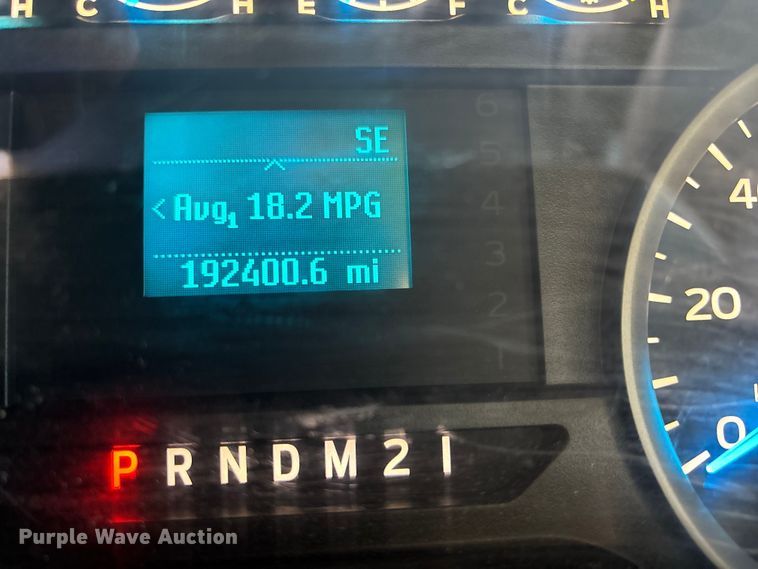 H C H E F C H
SE
< Avg1 18.2 MPG
192400.6 mi
6
5
4
3
2
1
40
20
0
P R N D M 2 1
Purple Wave Auction